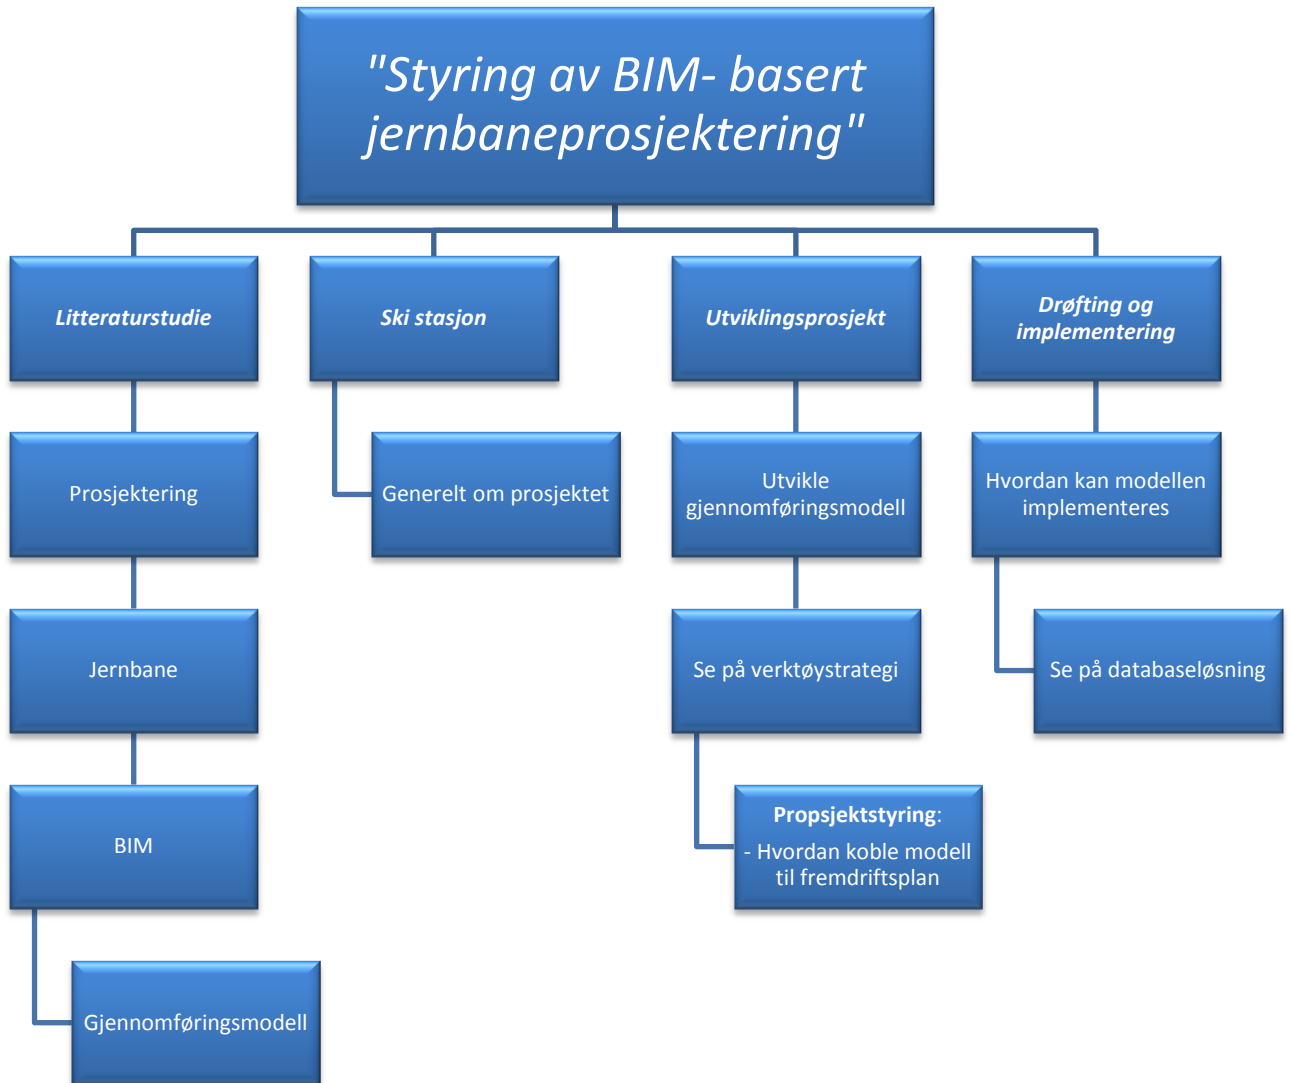 "Styring av BIM- basert
jernbaneprosjektering"
Litteraturstudie
Ski stasjon
Utviklingsprosjekt
Drøfting og
implementering
Prosjektering
Generelt om prosjektet
Utvikle
gjennomføringsmodell
Hvordan kan modellen
implementeres
Jernbane
Se på verktøystrategi
Se på databaseløsning
BIM
Propsjektstyring:
- Hvordan koble modell
til fremdriftsplan
Gjennomføringsmodell